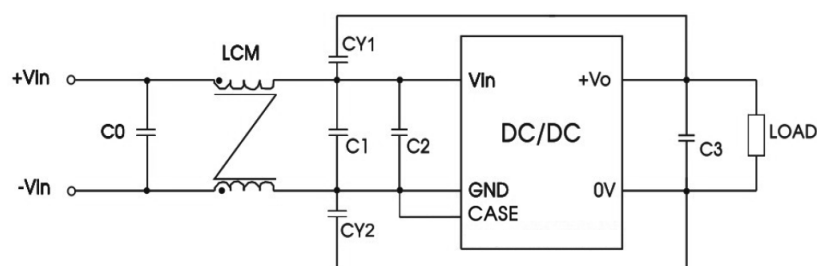 LCM
CY1
+VIn
VIn
+Vo
C0
C1
C2
DC/DC
C3
LOAD
-VIn
GND
0V
CASE
CY2